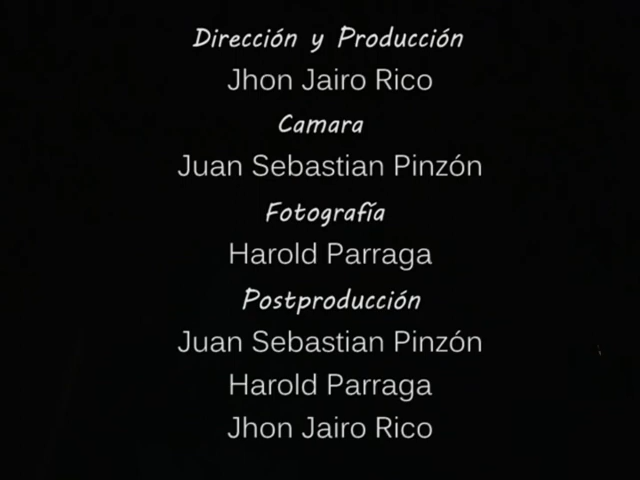 Dirección y Producción
Jhon Jairo Rico
Camara
Juan Sebastian Pinzón
Fotografía
Harold Parraga
Postproducción
Juan Sebastian Pinzón
Harold Parraga
Jhon Jairo Rico